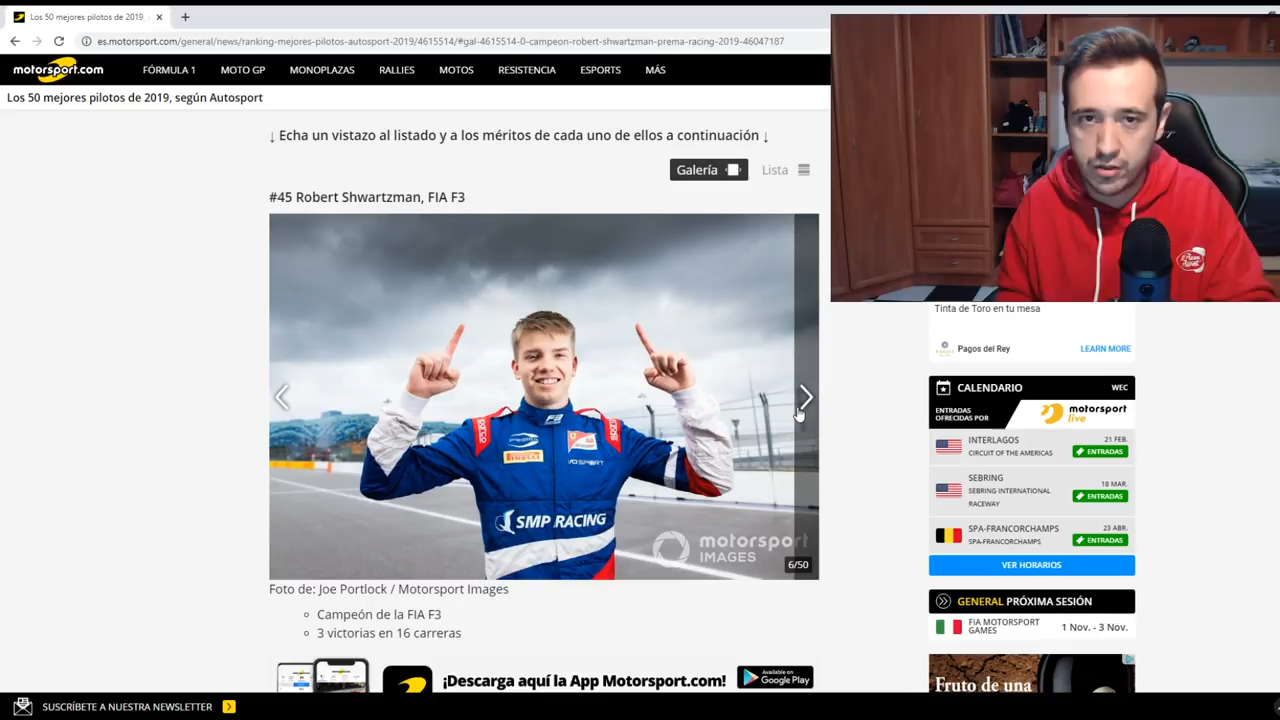 Los 50 mejores pilotos de 2019,
es.motorsport.com/general/news/ranking-mejores-pilotos-autosport-2019/4615514/#gal-4615514-0-campeon-robert-shwartzman-prema-racing-2019-46047187
motorsport.com
FÓRMULA 1 MOTO GP MONOPLAZAS RALLIES MOTOS RESISTENCIA ESPORTS MÁS
Los 50 mejores pilotos de 2019, según Autosport
↓ Echa un vistazo al listado y a los méritos de cada uno de ellos a continuación ↓
Galería Lista
#45 Robert Shwartzman, FIA F3
SPARCO
PREMA
F3
PIRELLI
SMP RACING
motorsport
IMAGES
6/50
Foto de: Joe Portlock / Motorsport Images
Campeón de la FIA F3
3 victorias en 16 carreras
¡Descarga aquí la App Motorsport.com!
Available on
Google Play
Tinta de Toro en tu mesa
Pagos del Rey
LEARN MORE
CALENDARIO WEC
ENTRADAS
OFRECIDAS POR
motorsport
live
INTERLAGOS 21 FEB.
CIRCUIT OF THE AMERICAS ENTRADAS
SEBRING 18 MAR.
SEBRING INTERNATIONAL
RACEWAY
ENTRADAS
SPA-FRANCORCHAMPS 23 ABR.
SPA-FRANCORCHAMPS ENTRADAS
VER HORARIOS
GENERAL PRÓXIMA SESIÓN
FIA MOTORSPORT
GAMES
1 Nov. - 3 Nov.
Fruto de una
SUSCRÍBETE A NUESTRA NEWSLETTER